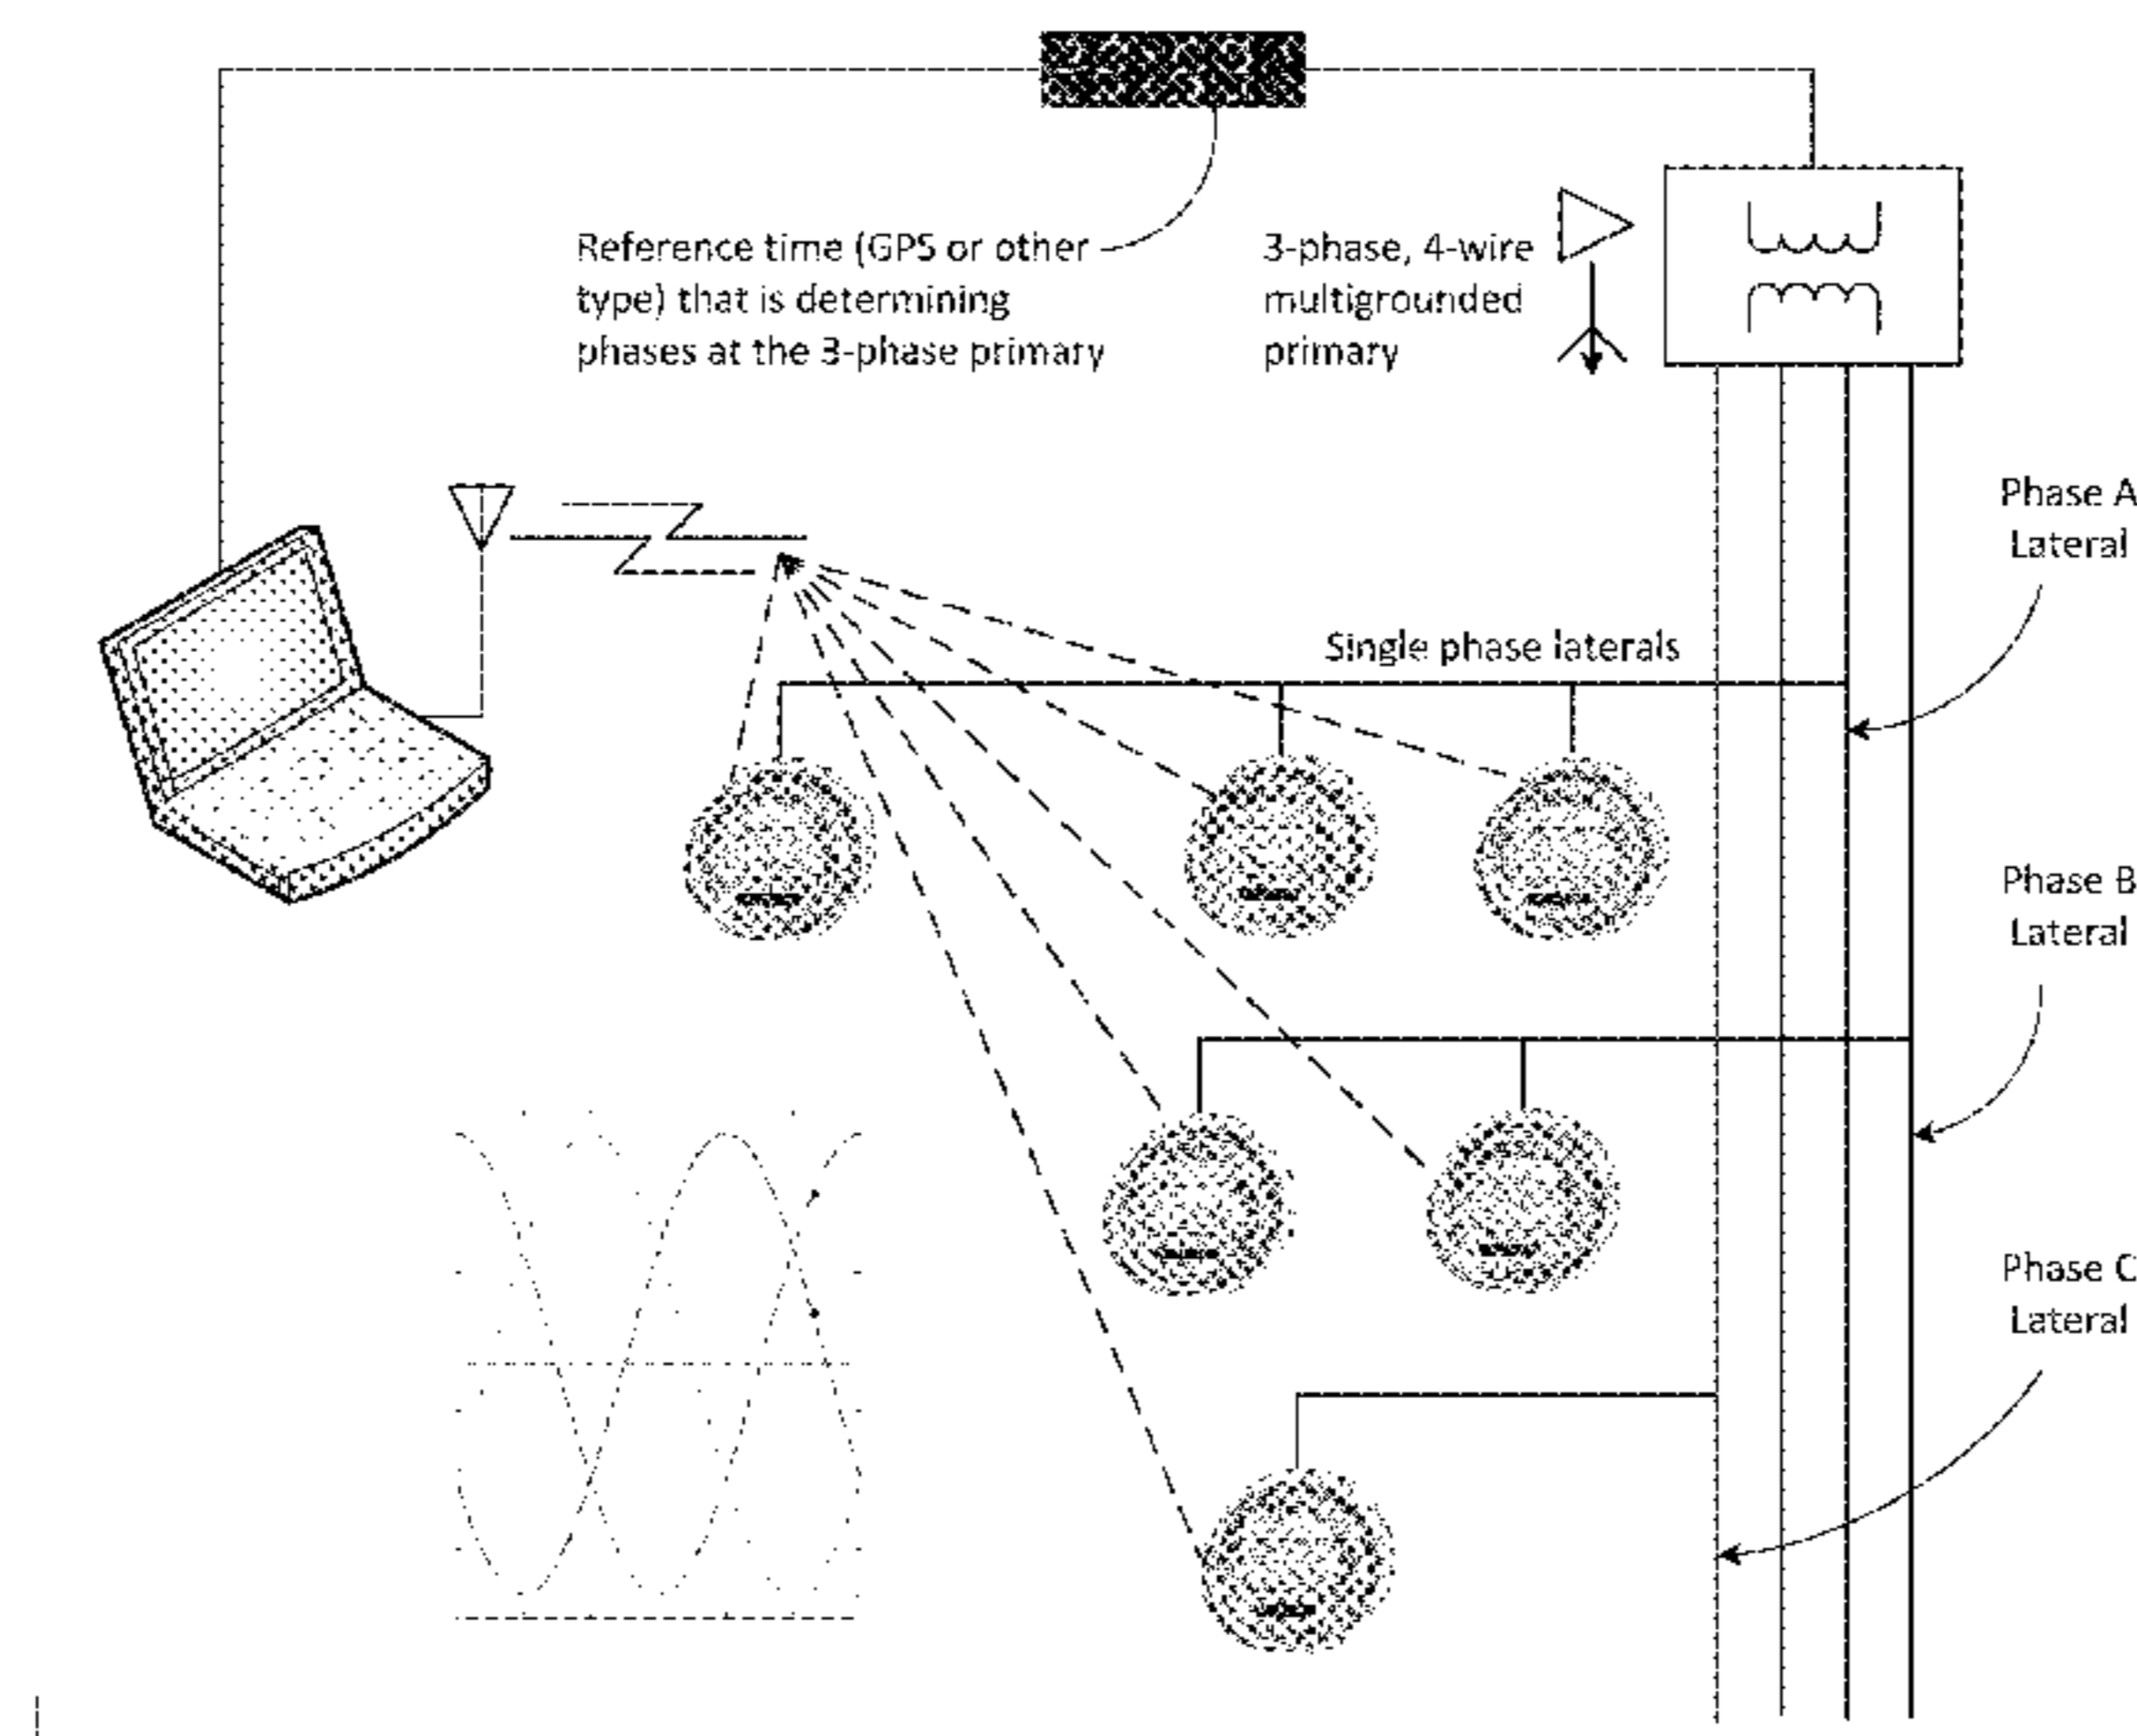 Reference time (GPS or other
type) that is determining
phases at the 3-phase primary
3-phase, 4-wire
multigrounded
primary
Phase A
Lateral
Single phase laterals
Phase B
Lateral
Phase C
Lateral